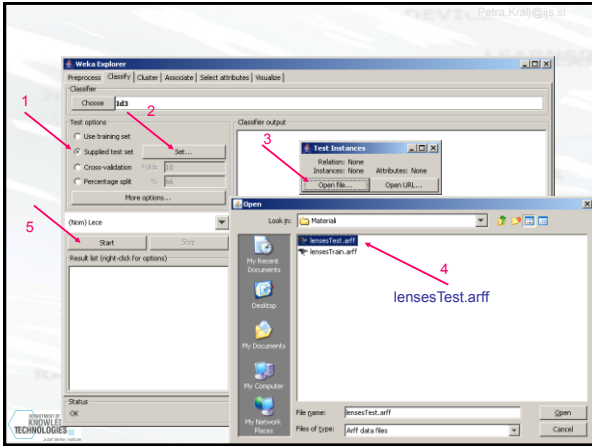 Petra.Kralj@ijs.si
Weka Explorer
Preprocess Classify Cluster Associate Select attributes Visualize
Classifier
Choose Id3
1
2
Test options
Use training set
Supplied test set Set...
Cross-validation Folds 10
Percentage split % 66
More options...
(Nom) Lece
5
Start Stop
Result list (right-click for options)
Status
OK
Classifier output
3
Test Instances
Relation: None
Instances: None Attributes: None
Open file... Open URL...
Open
Look in: Materiali
lensesTest.arff
lensesTrain.arff
4
lensesTest.arff
My Recent
Documents
Desktop
My Documents
My Computer
My Network
Places
File name: lensesTest.arff Open
Files of type: Arff data files Cancel
DEPARTMENT OF
KNOWLEDGE
TECHNOLOGIES